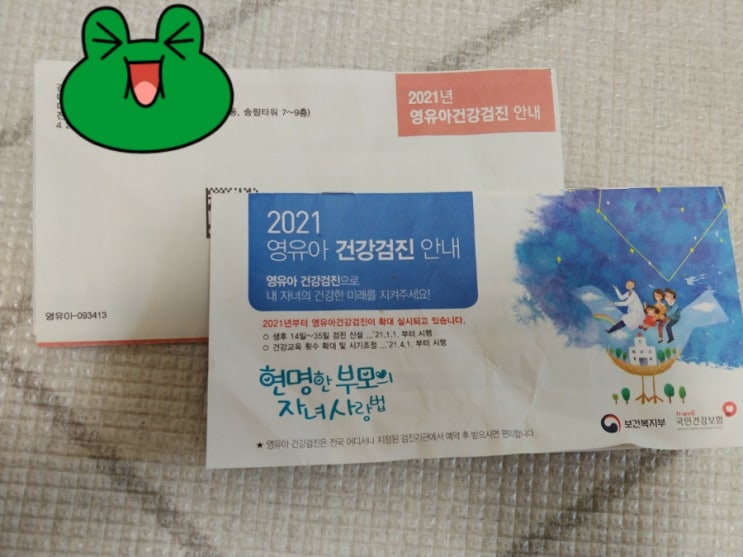 동, 송림타워 7~9층)
2021년
영유아건강검진 안내
영유아-093413
2021
영유아 건강검진 안내
영유아 건강검진으로
내 자녀의 건강한 미래를 지켜주세요!
2021년부터 영유아건강검진이 확대 실시되고 있습니다.
○ 생후 14일~35일 검진 신설 ...'21.1.1. 부터 시행
○ 건강교육 횟수 확대 및 시기조정 ...'21.4.1. 부터 시행
현명한 부모의
자녀사랑법
★ 영유아 건강검진은 전국 어디서나 지정된 검진기관에서 예약 후 받으시면 편리합니다.
보건복지부
h-well
국민건강보험